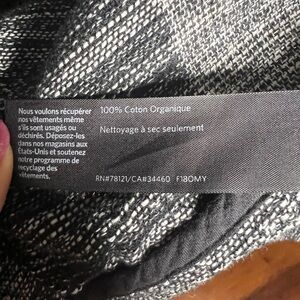 Nous voulons récupérer
nos vêtements même
s'ils sont usagés ou
déchirés. Déposez-les
dans nos magasins aux
États-Unis et soutenez
notre programme de
recyclage des
vêtements.
100% Coton Organique
Nettoyage à sec seulement
RN#78121/CA#34460 F18OMY